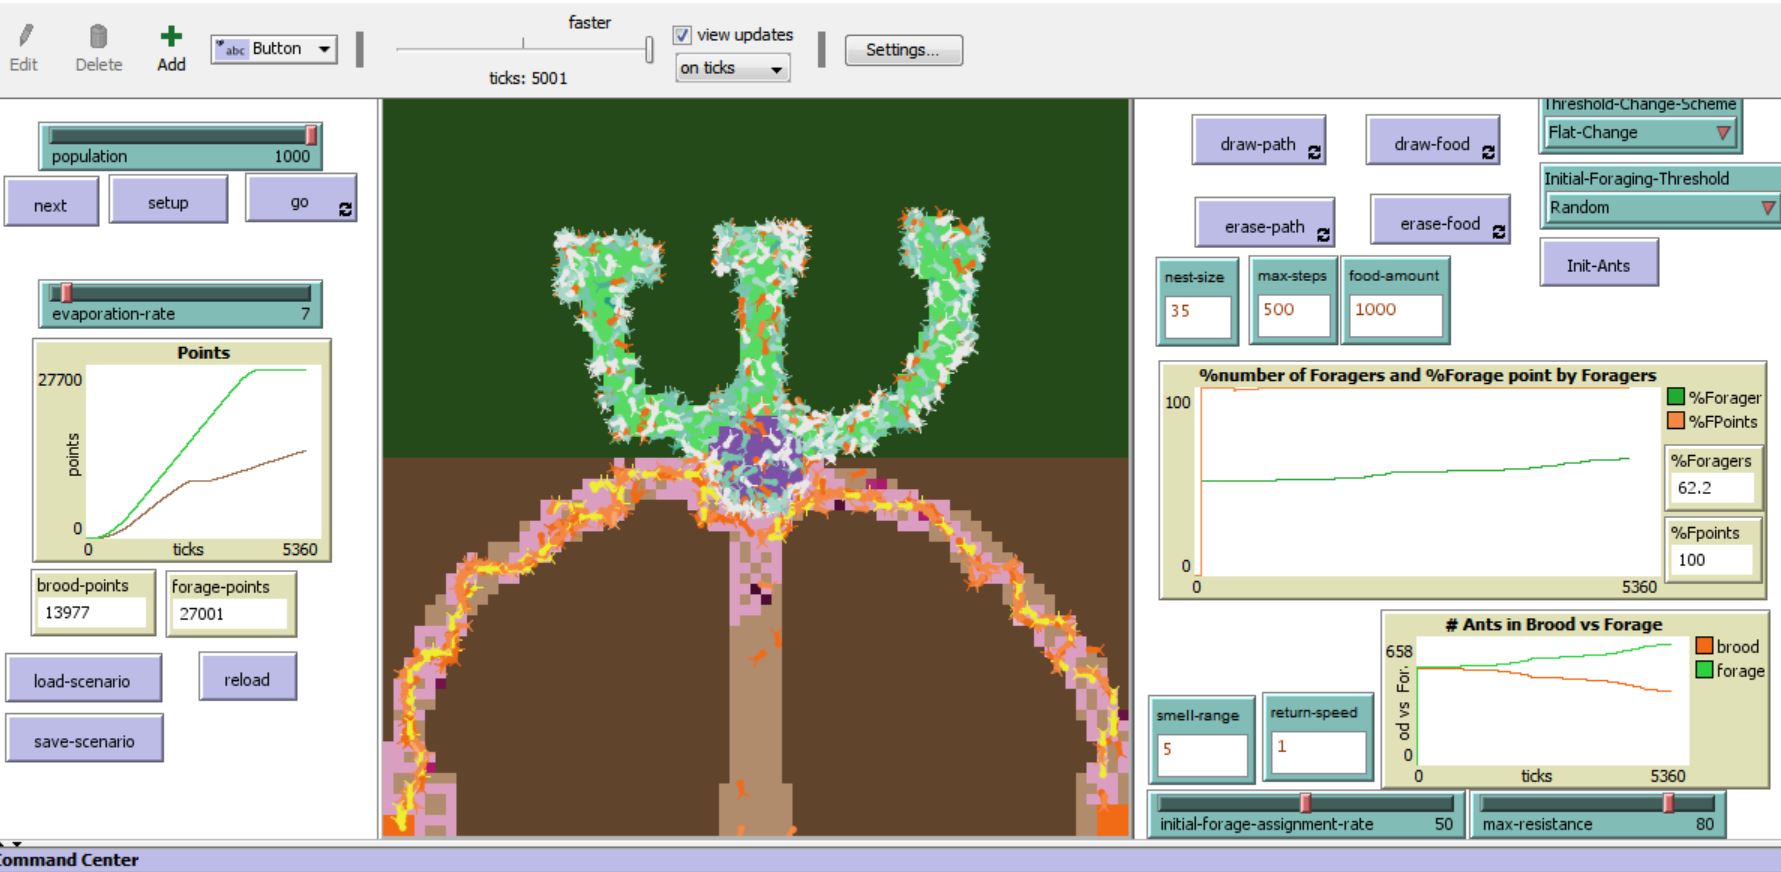 faster
view updates
Edit
Delete
Add
abc Button
on ticks
Settings...
ticks: 5001
population
1000
next
setup
go
evaporation-rate
7
Points
27700
points
0
0
ticks
5360
brood-points
13977
forage-points
27001
load-scenario
reload
save-scenario
draw-path
draw-food
Threshold-Change-Scheme
Flat-Change
erase-path
erase-food
Initial-Foraging-Threshold
Random
Init-Ants
nest-size
35
max-steps
500
food-amount
1000
%number of Foragers and %Forage point by Foragers
100
0
0
5360
%Forager
%FPoints
%Foragers
62.2
%Fpoints
100
# Ants in Brood vs Forage
658
od vs For.
0
0
ticks
5360
brood
forage
smell-range
5
return-speed
1
initial-forage-assignment-rate
50
max-resistance
80
ommand Center